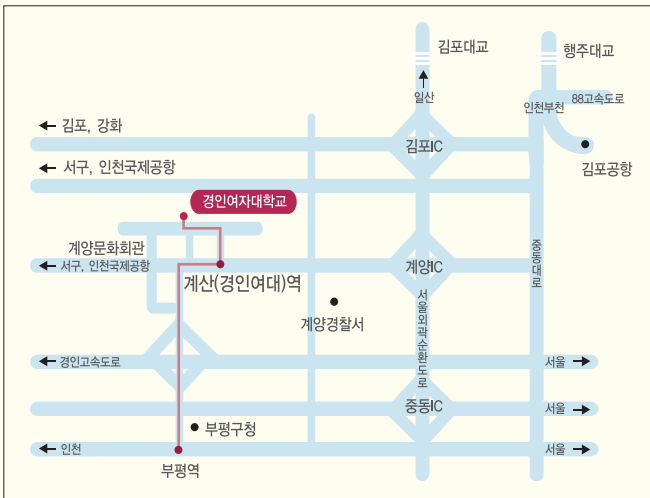 김포대교
행주대교
일산
인천부천
88고속도로
김포, 강화
김포IC
김포공항
서구, 인천국제공항
경인여자대학교
계양문화회관
서구, 인천국제공항
계산(경인여대)역
계양IC
중동대로
계양경찰서
서울외곽순환도로
경인고속도로
서울
중동IC
서울
부평구청
인천
서울
부평역